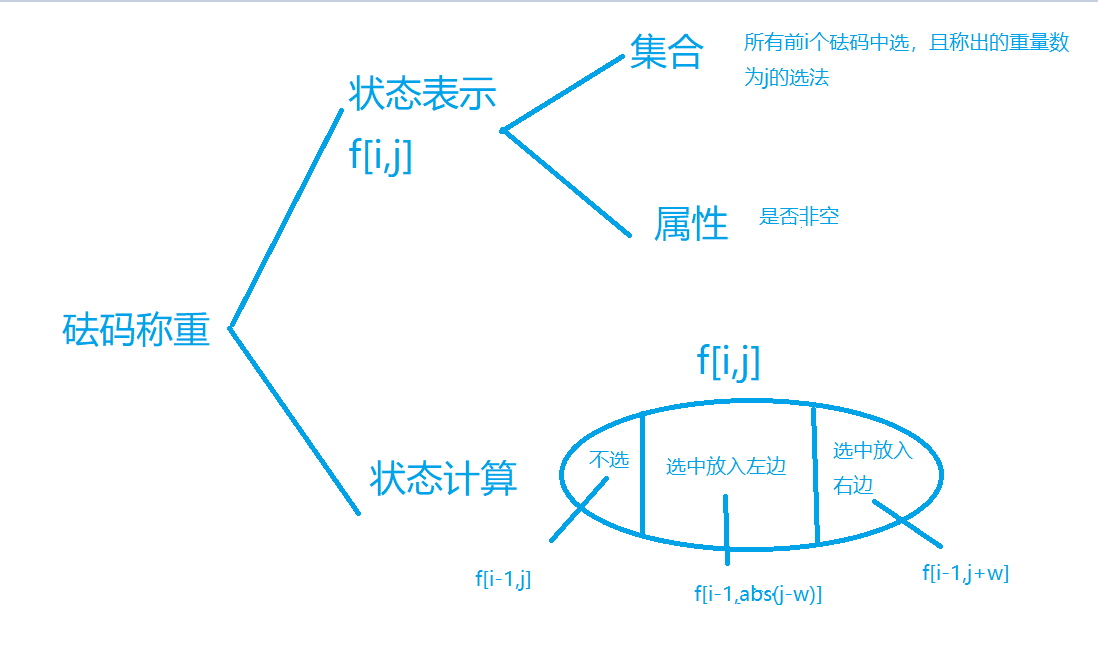 集合
所有前i个砝码中选，且称出的重量数
为j的选法
状态表示
f[i,j]
属性
是否非空
砝码称重
f[i,j]
状态计算
不选
选中放入左边
选中放入
右边
f[i-1,j]
f[i-1,abs(j-w)]
f[i-1,j+w]